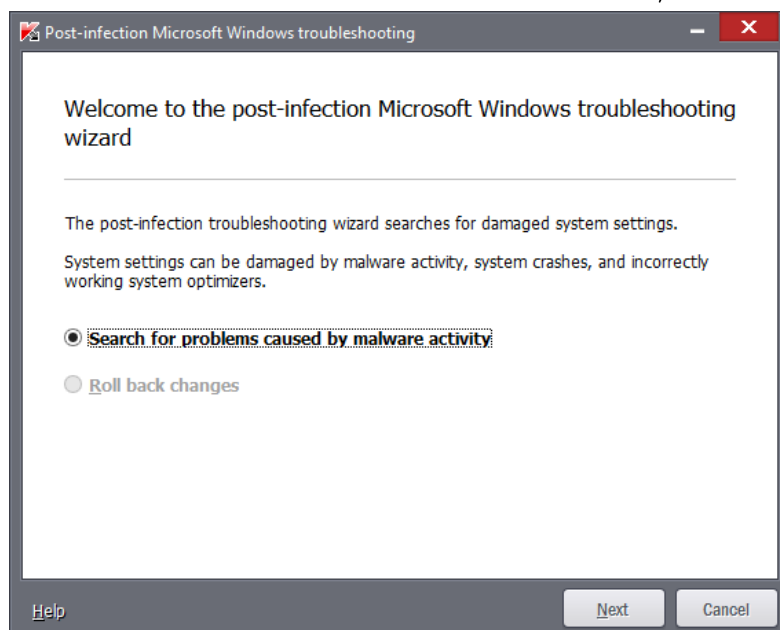 Post-infection Microsoft Windows troubleshooting
Welcome to the post-infection Microsoft Windows troubleshooting
wizard
The post-infection troubleshooting wizard searches for damaged system settings.
System settings can be damaged by malware activity, system crashes, and incorrectly
working system optimizers.
Search for problems caused by malware activity
Roll back changes
Help
Next
Cancel